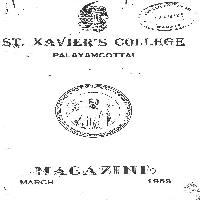 ST. XAVIER'S COLLEGE
PALAYAMCOTTAI
MAGAZINE
MARCH